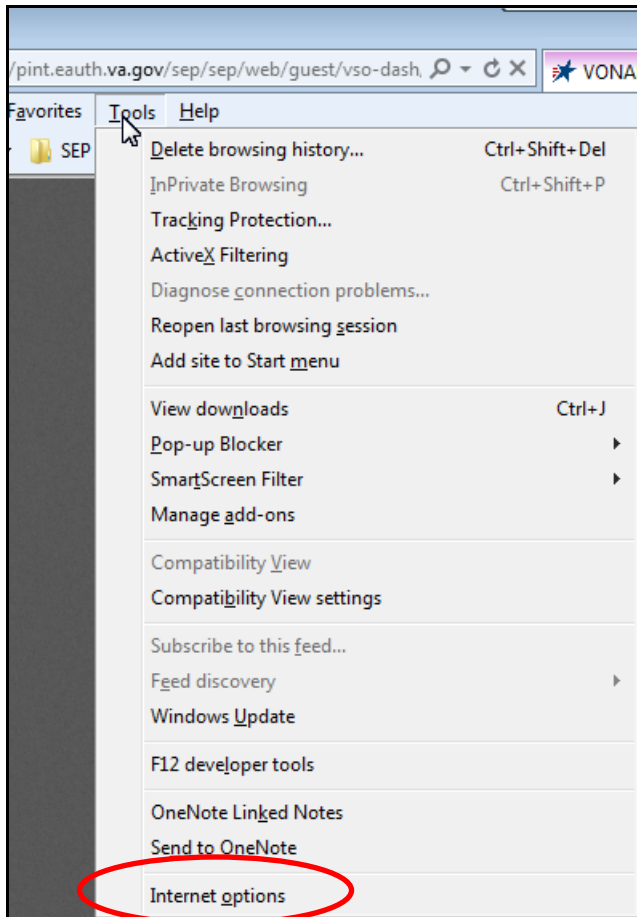 /pint.eauth.va.gov/sep/sep/web/guest/vso-dash VONA
Favorites Tools Help
SEP
Delete browsing history... Ctrl+Shift+Del
InPrivate Browsing Ctrl+Shift+P
Tracking Protection...
ActiveX Filtering
Diagnose connection problems...
Reopen last browsing session
Add site to Start menu
View downloads Ctrl+J
Pop-up Blocker
SmartScreen Filter
Manage add-ons
Compatibility View
Compatibility View settings
Subscribe to this feed...
Feed discovery
Windows Update
F12 developer tools
OneNote Linked Notes
Send to OneNote
Internet options